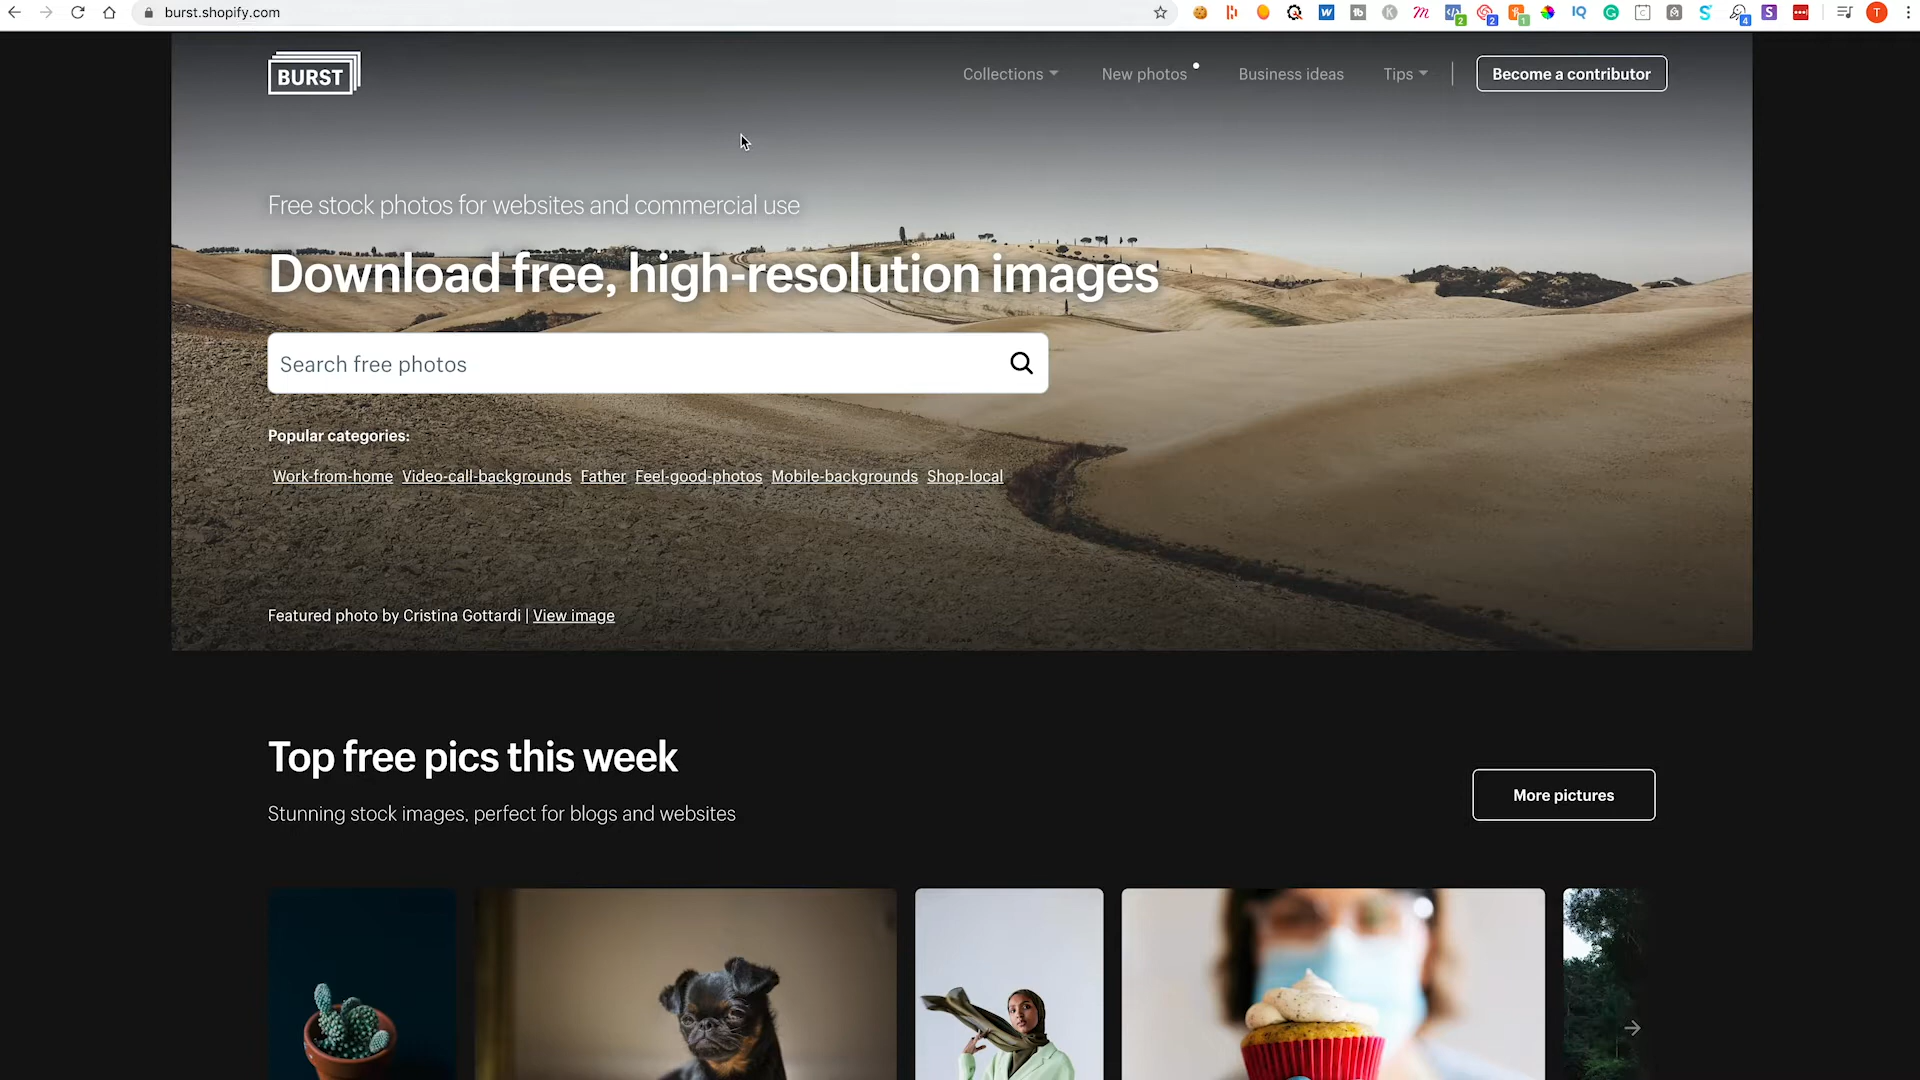 burst.shopify.com
BURST
Collections
New photos
Business ideas
Tips
Become a contributor
Free stock photos for websites and commercial use
Download free, high-resolution images
Search free photos
Popular categories:
Work-from-home Video-call-backgrounds Father Feel-good-photos Mobile-backgrounds Shop-local
Featured photo by Cristina Gottardi | View image
Top free pics this week
Stunning stock images, perfect for blogs and websites
More pictures